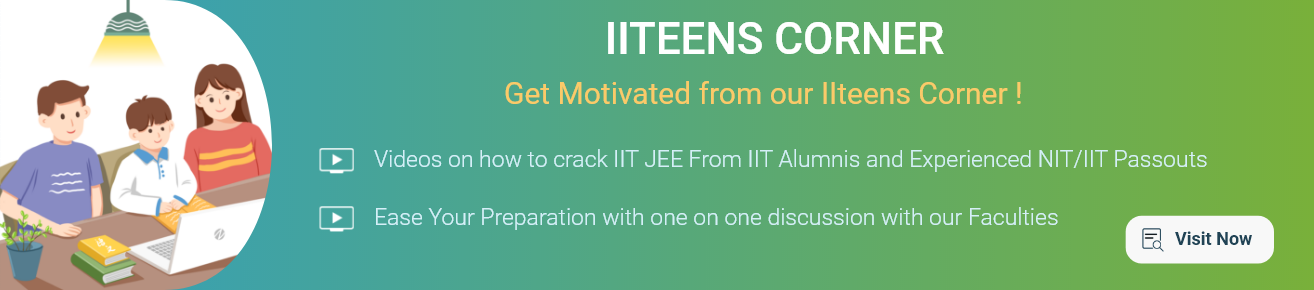 IITEENS CORNER
Get Motivated from our IIteens Corner !
Videos on how to crack IIT JEE From IIT Alumnis and Experienced NIT/IIT Passouts
Ease Your Preparation with one on one discussion with our Faculties
Visit Now